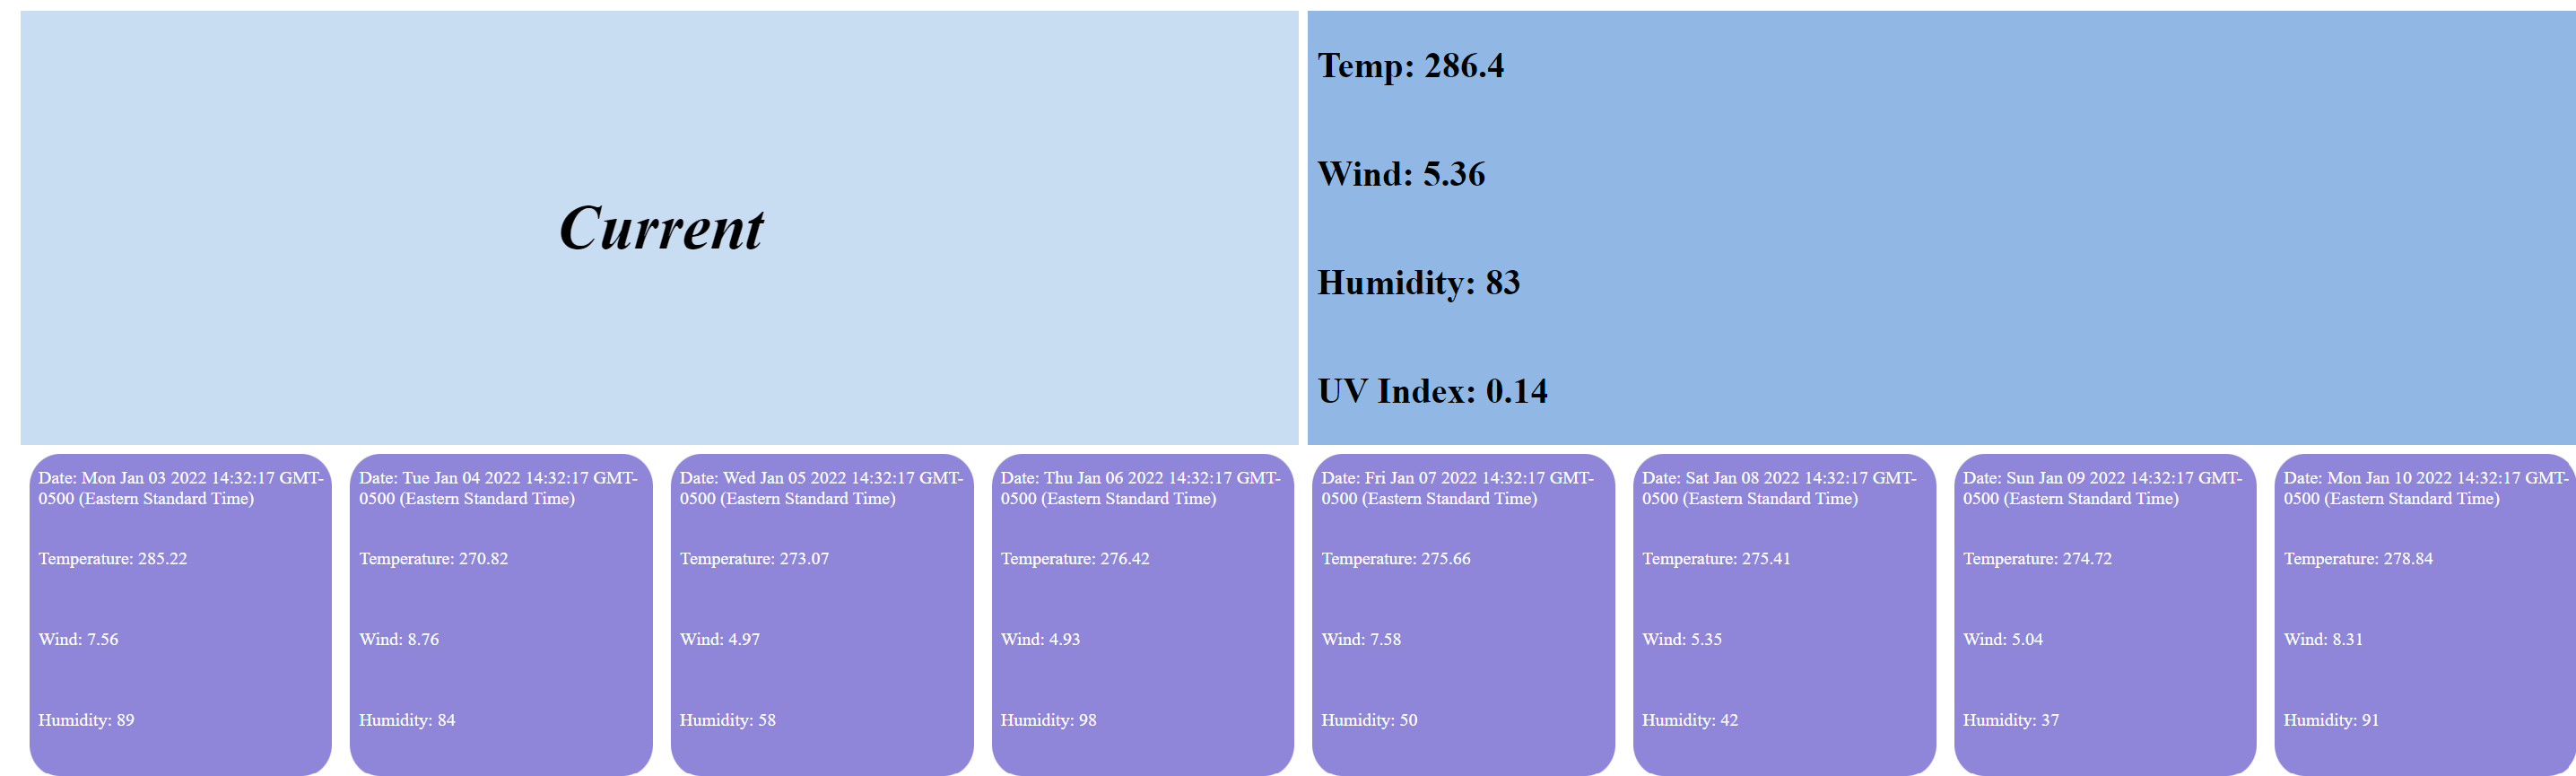 Current
Temp: 286.4
Wind: 5.36
Humidity: 83
UV Index: 0.14
Date: Mon Jan 03 2022 14:32:17 GMT-
0500 (Eastern Standard Time)
Temperature: 285.22
Wind: 7.56
Humidity: 89
Date: Tue Jan 04 2022 14:32:17 GMT-
0500 (Eastern Standard Time)
Temperature: 270.82
Wind: 8.76
Humidity: 84
Date: Wed Jan 05 2022 14:32:17 GMT-
0500 (Eastern Standard Time)
Temperature: 273.07
Wind: 4.97
Humidity: 58
Date: Thu Jan 06 2022 14:32:17 GMT-
0500 (Eastern Standard Time)
Temperature: 276.42
Wind: 4.93
Humidity: 98
Date: Fri Jan 07 2022 14:32:17 GMT-
0500 (Eastern Standard Time)
Temperature: 275.66
Wind: 7.58
Humidity: 50
Date: Sat Jan 08 2022 14:32:17 GMT-
0500 (Eastern Standard Time)
Temperature: 275.41
Wind: 5.35
Humidity: 42
Date: Sun Jan 09 2022 14:32:17 GMT-
0500 (Eastern Standard Time)
Temperature: 274.72
Wind: 5.04
Humidity: 37
Date: Mon Jan 10 2022 14:32:17 GMT-
0500 (Eastern Standard Time)
Temperature: 278.84
Wind: 8.31
Humidity: 91